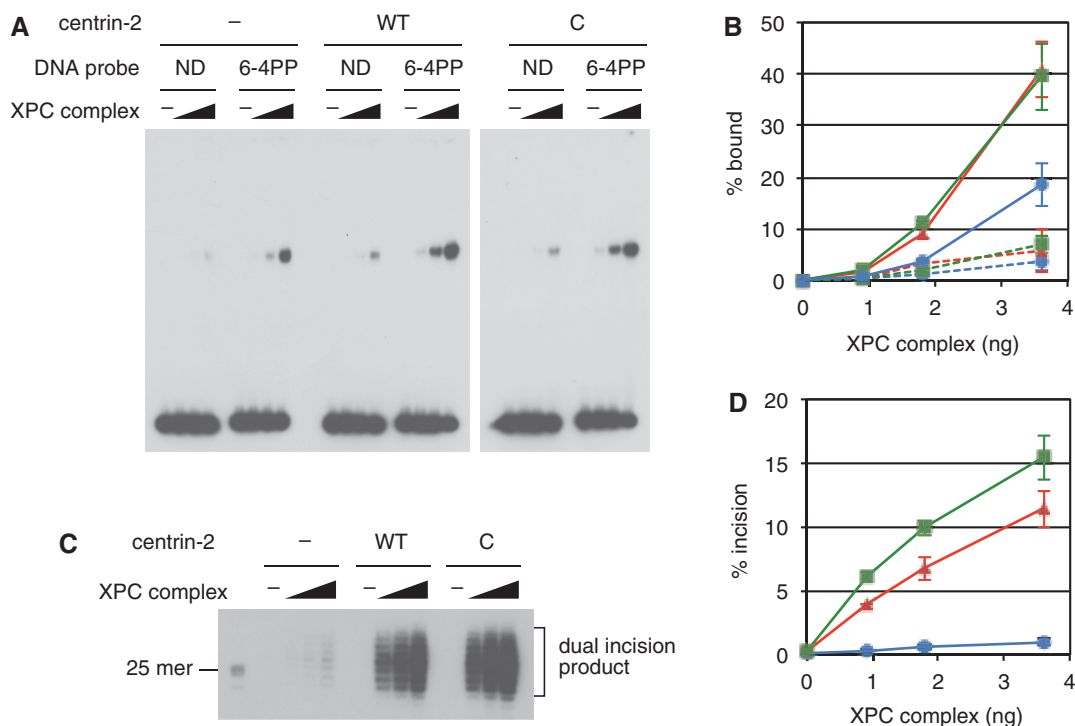 A
centrin-2 – WT C
DNA probe ND 6-4PP ND 6-4PP ND 6-4PP
XPC complex – – – – – –
B
50
40
30
20
10
0
% bound
0 1 2 3 4
XPC complex (ng)
C
centrin-2 – WT C
XPC complex – – –
25 mer
dual incision
product
D
20
15
10
5
0
% incision
0 1 2 3 4
XPC complex (ng)